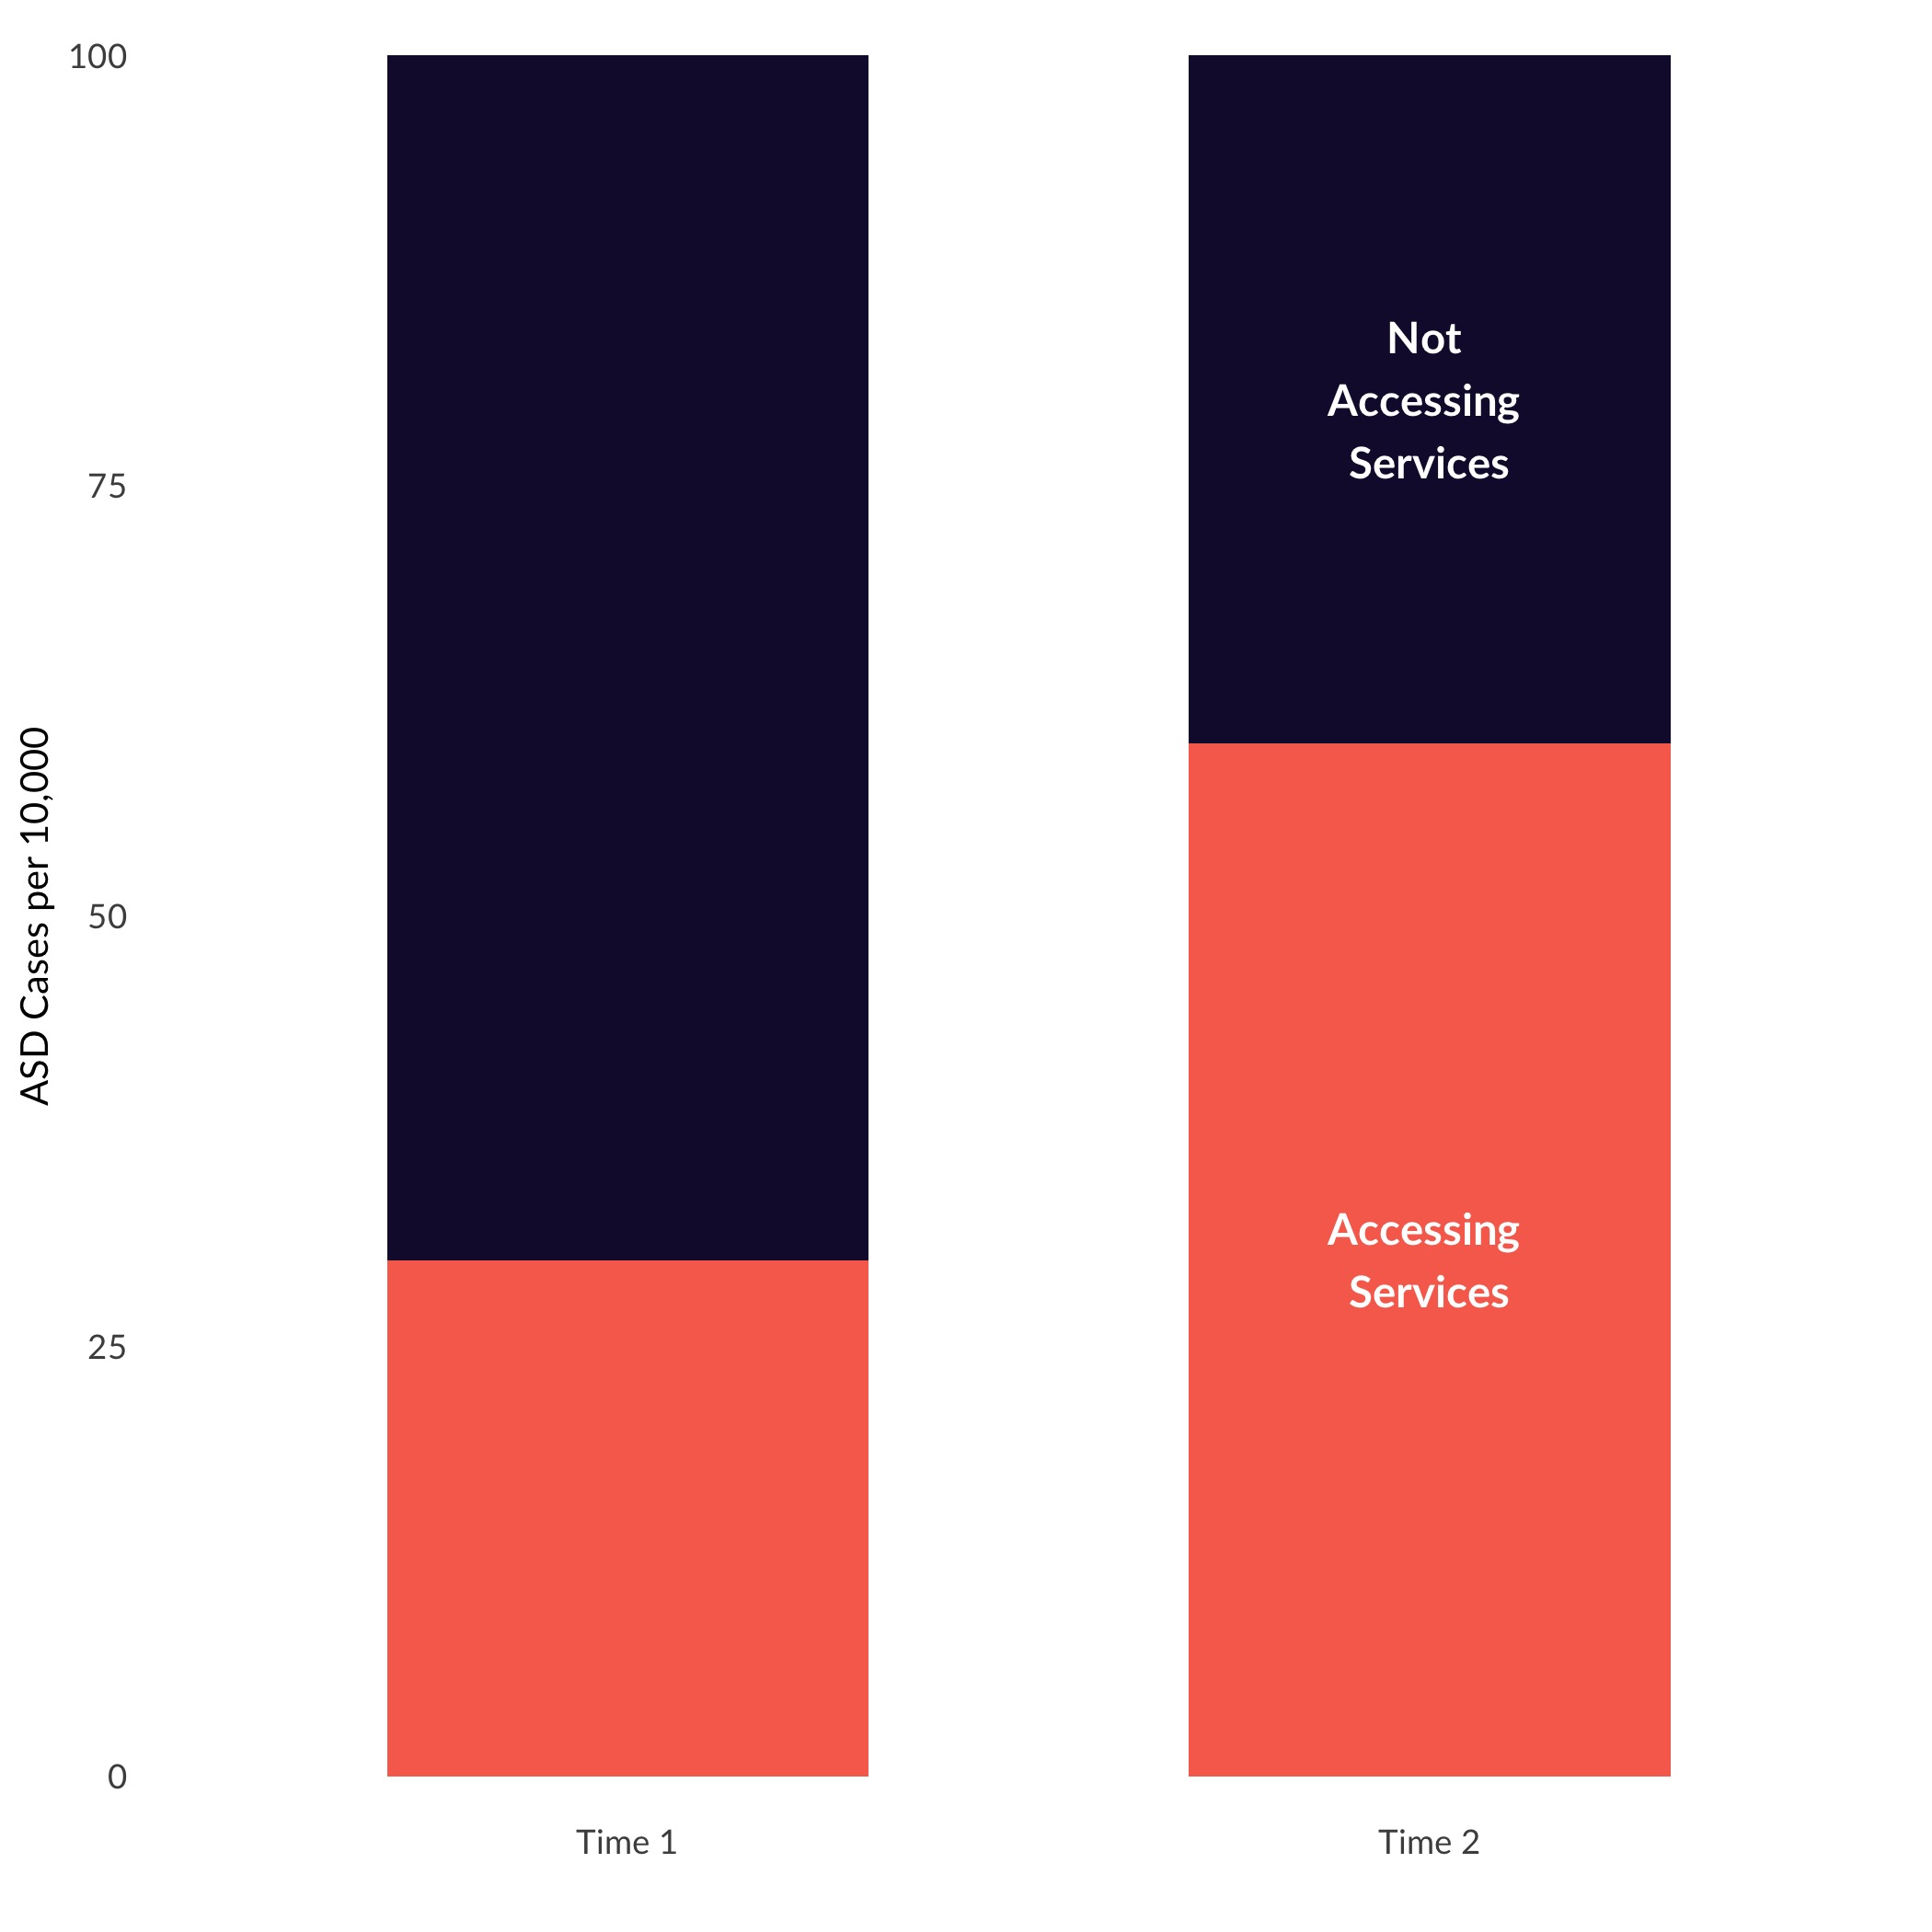 100
75
50
25
0
ASD Cases per 10,000
Not
Accessing
Services
Accessing
Services
Time 1
Time 2